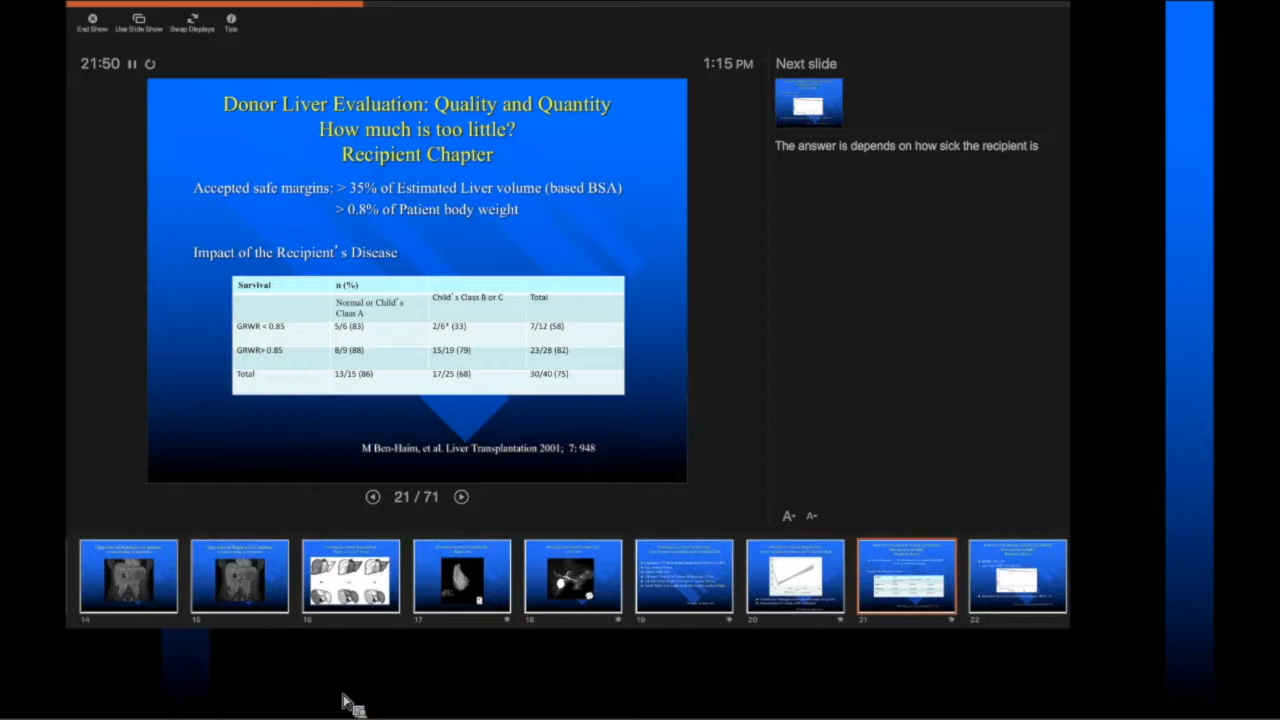 End Show Use Slide Show Swap Displays Tips
21:50
1:15 PM
Next slide
Donor Liver Evaluation: Quality and Quantity
How much is too little?
Recipient Chapter
The answer is depends on how sick the recipient is
Accepted safe margins: > 35% of Estimated Liver volume (based BSA)
> 0.8% of Patient body weight
Impact of the Recipient's Disease
Survival n (%)
Normal or Child's Class A Child's Class B or C Total
GRWR < 0.85 5/6 (83) 2/6* (33) 7/12 (58)
GRWR> 0.85 8/9 (88) 15/19 (79) 23/28 (82)
Total 13/15 (86) 17/25 (68) 30/40 (75)
M Ben-Haim, et al. Liver Transplantation 2001; 7: 948
21 / 71
A A
14 15 16 17 18 19 20 21 22